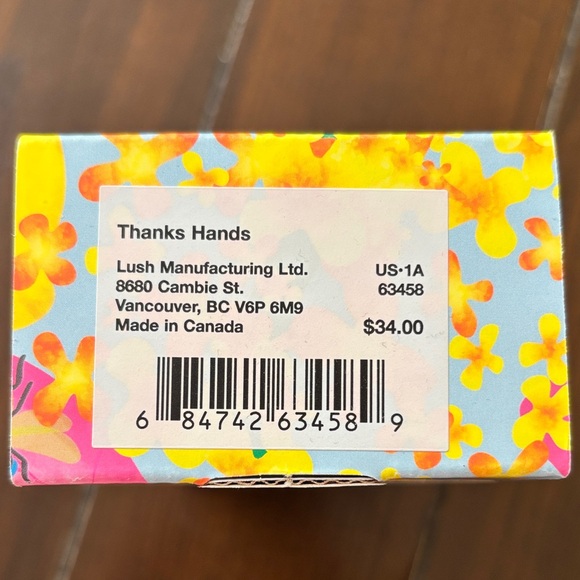 Thanks Hands
Lush Manufacturing Ltd. US•1A
8680 Cambie St. 63458
Vancouver, BC V6P 6M9
Made in Canada $34.00
6 84742 63458 9